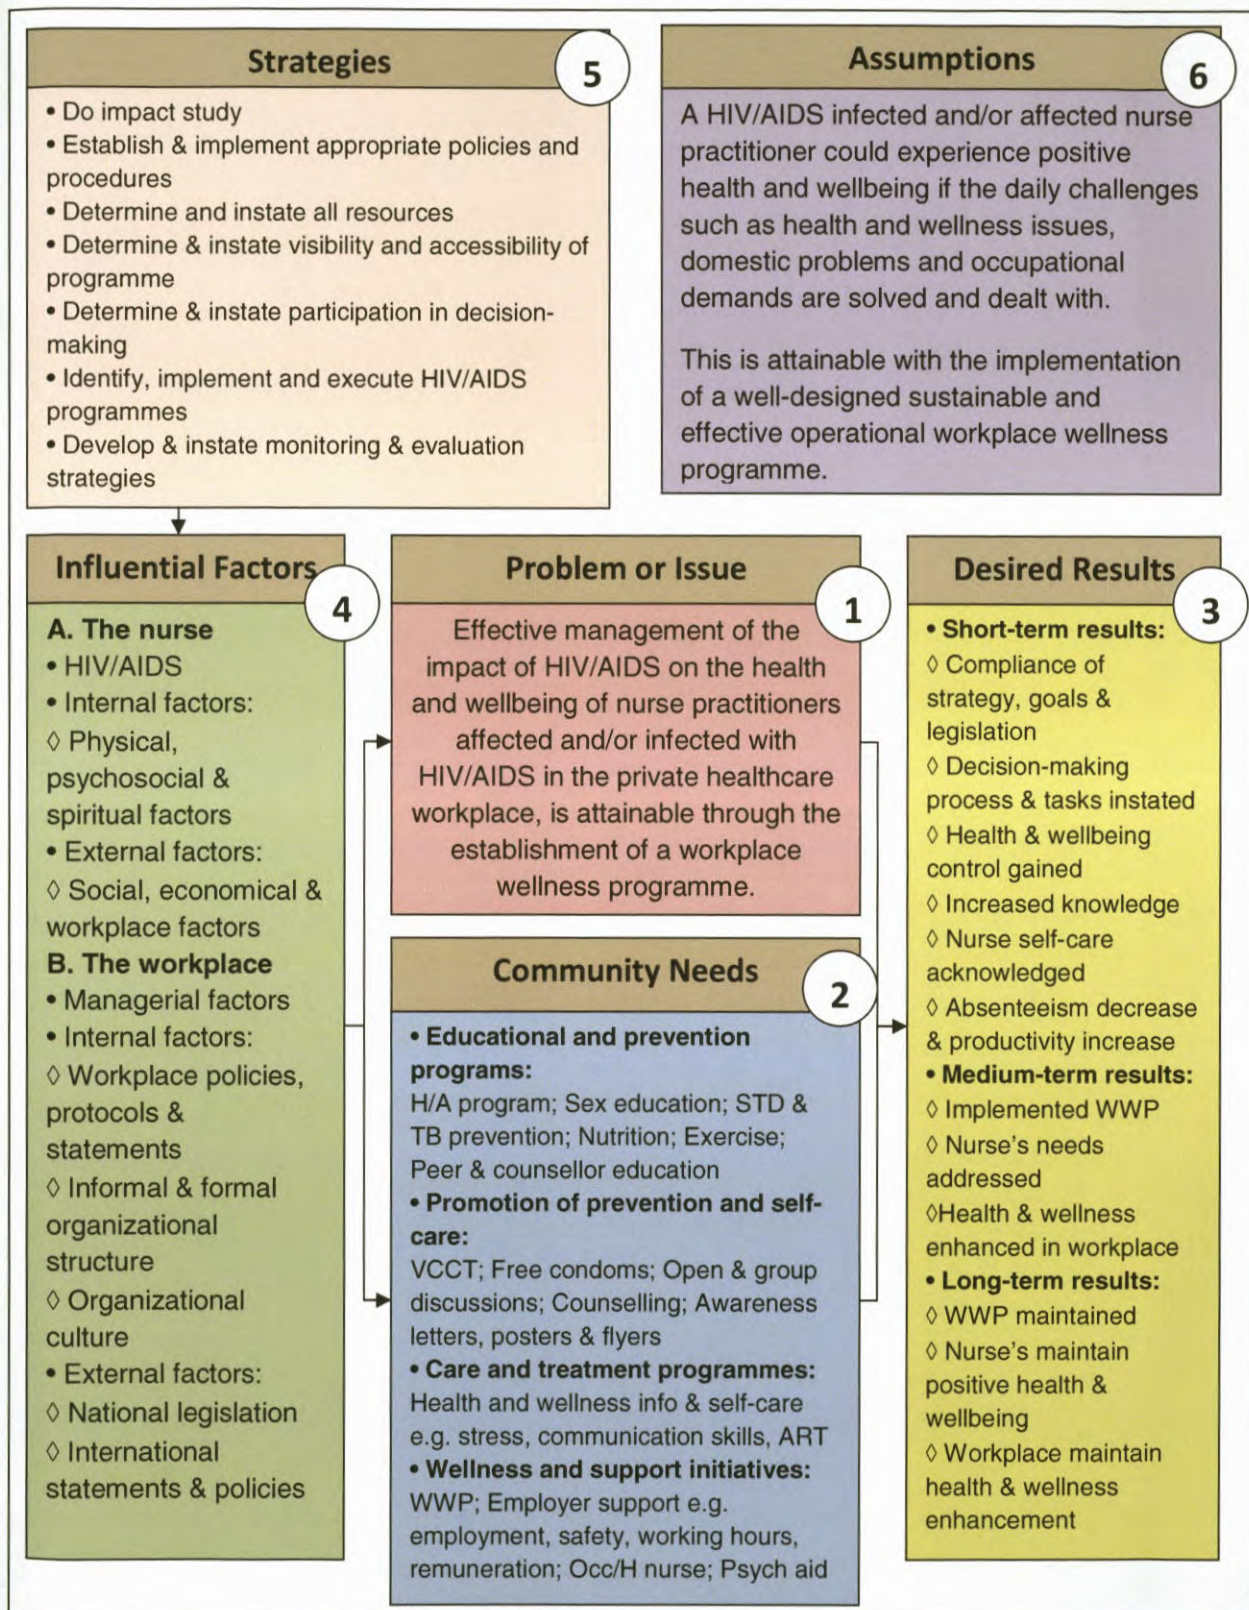 Strategies
5
• Do impact study
• Establish & implement appropriate policies and
procedures
• Determine and instate all resources
• Determine & instate visibility and accessibility of
programme
• Determine & instate participation in decision-
making
• Identify, implement and execute HIV/AIDS
programmes
• Develop & instate monitoring & evaluation
strategies
Assumptions
6
A HIV/AIDS infected and/or affected nurse
practitioner could experience positive
health and wellbeing if the daily challenges
such as health and wellness issues,
domestic problems and occupational
demands are solved and dealt with.
This is attainable with the implementation
of a well-designed sustainable and
effective operational workplace wellness
programme.
Influential Factors
4
A. The nurse
• HIV/AIDS
• Internal factors:
◊ Physical,
psychosocial &
spiritual factors
• External factors:
◊ Social, economical &
workplace factors
B. The workplace
• Managerial factors
• Internal factors:
◊ Workplace policies,
protocols &
statements
◊ Informal & formal
organizational
structure
◊ Organizational
culture
• External factors:
◊ National legislation
◊ International
statements & policies
Problem or Issue
1
Effective management of the
impact of HIV/AIDS on the health
and wellbeing of nurse practitioners
affected and/or infected with
HIV/AIDS in the private healthcare
workplace, is attainable through the
establishment of a workplace
wellness programme.
Community Needs
2
• Educational and prevention
programs:
H/A program; Sex education; STD &
TB prevention; Nutrition; Exercise;
Peer & counsellor education
• Promotion of prevention and self-
care:
VCCT; Free condoms; Open & group
discussions; Counselling; Awareness
letters, posters & flyers
• Care and treatment programmes:
Health and wellness info & self-care
e.g. stress, communication skills, ART
• Wellness and support initiatives:
WWP; Employer support e.g.
employment, safety, working hours,
remuneration; Occ/H nurse; Psych aid
Desired Results
3
• Short-term results:
◊ Compliance of
strategy, goals &
legislation
◊ Decision-making
process & tasks instated
◊ Health & wellbeing
control gained
◊ Increased knowledge
◊ Nurse self-care
acknowledged
◊ Absenteeism decrease
& productivity increase
• Medium-term results:
◊ Implemented WWP
◊ Nurse's needs
addressed
◊Health & wellness
enhanced in workplace
• Long-term results:
◊ WWP maintained
◊ Nurse's maintain
positive health &
wellbeing
◊ Workplace maintain
health & wellness
enhancement